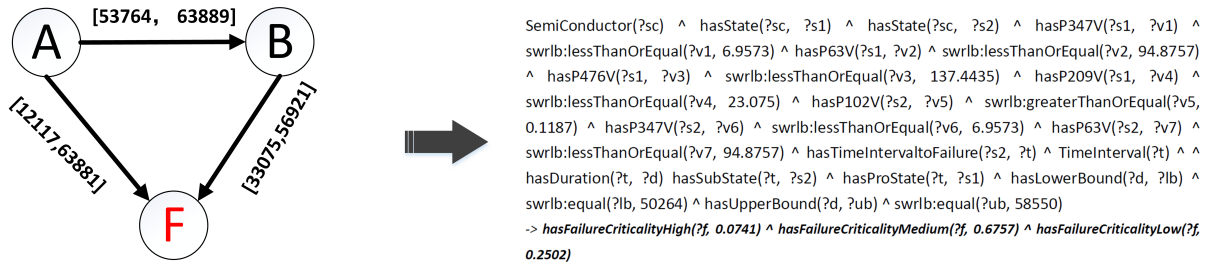 [53764, 63889]
A
B
[12117,63881]
[33075,56921]
F
SemiConductor(?sc) ^ hasState(?sc, ?s1) ^ hasState(?sc, ?s2) ^ hasP347V(?s1, ?v1) ^
swrlb:lessThanOrEqual(?v1, 6.9573) ^ hasP63V(?s1, ?v2) ^ swrlb:lessThanOrEqual(?v2, 94.8757)
^ hasP476V(?s1, ?v3) ^ swrlb:lessThanOrEqual(?v3, 137.4435) ^ hasP209V(?s1, ?v4) ^
swrlb:lessThanOrEqual(?v4, 23.075) ^ hasP102V(?s2, ?v5) ^ swrlb:greaterThanOrEqual(?v5,
0.1187) ^ hasP347V(?s2, ?v6) ^ swrlb:lessThanOrEqual(?v6, 6.9573) ^ hasP63V(?s2, ?v7) ^
swrlb:lessThanOrEqual(?v7, 94.8757) ^ hasTimeIntervaltoFailure(?s2, ?t) ^ TimeInterval(?t) ^ ^
hasDuration(?t, ?d) hasSubState(?t, ?s2) ^ hasProState(?t, ?s1) ^ hasLowerBound(?d, ?lb) ^
swrlb:equal(?lb, 50264) ^ hasUpperBound(?d, ?ub) ^ swrlb:equal(?ub, 58550)
-> hasFailureCriticalityHigh(?f, 0.0741) ^ hasFailureCriticalityMedium(?f, 0.6757) ^ hasFailureCriticalityLow(?f,
0.2502)